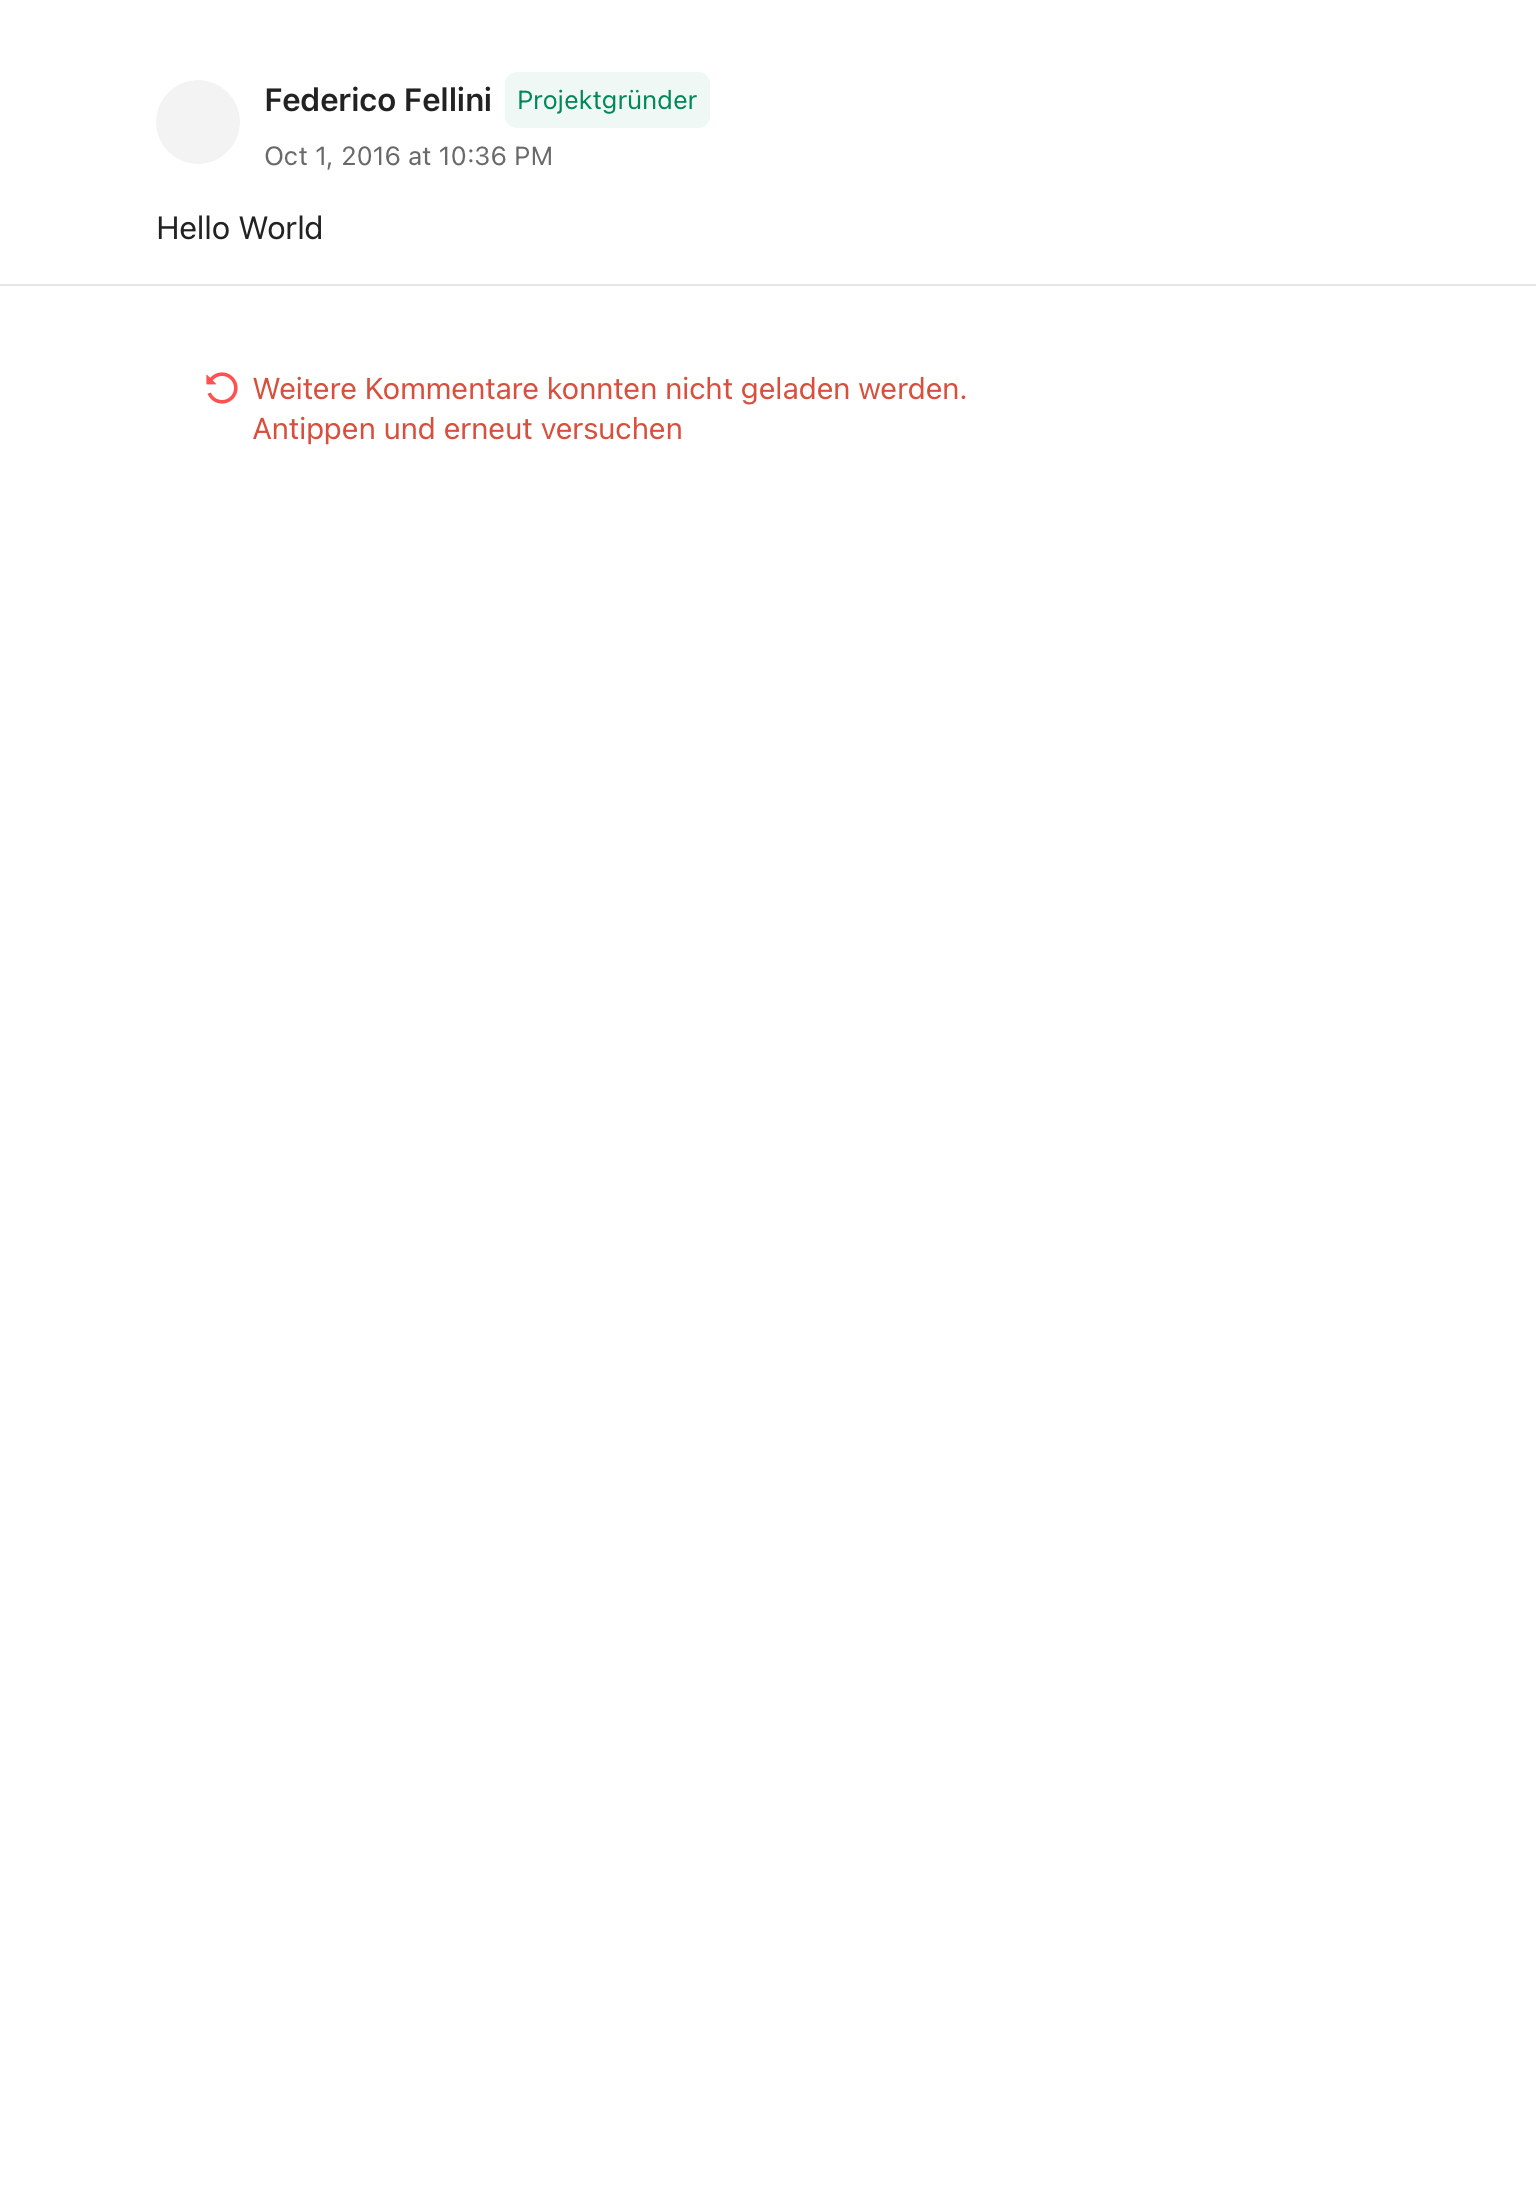 Federico Fellini Projektgründer
Oct 1, 2016 at 10:36 PM
Hello World
Weitere Kommentare konnten nicht geladen werden.
Antippen und erneut versuchen